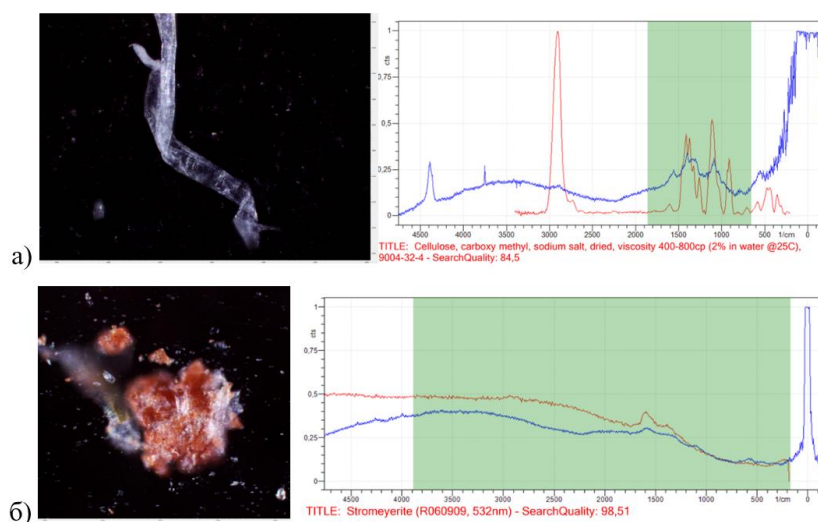 1
cts
0,75
0,5
0,25
0
4500 4000 3500 3000 2500 2000 1500 1000 500 1/cm 0
а)
TITLE: Cellulose, carboxy methyl, sodium salt, dried, viscosity 400-800cp (2% in water @25C),
9004-32-4 - SearchQuality: 84,5
1
cts
0,75
0,5
0,25
0
4500 4000 3500 3000 2500 2000 1500 1000 500 1/cm 0
б)
TITLE: Stromeyerite (R060909, 532nm) - SearchQuality: 98,51